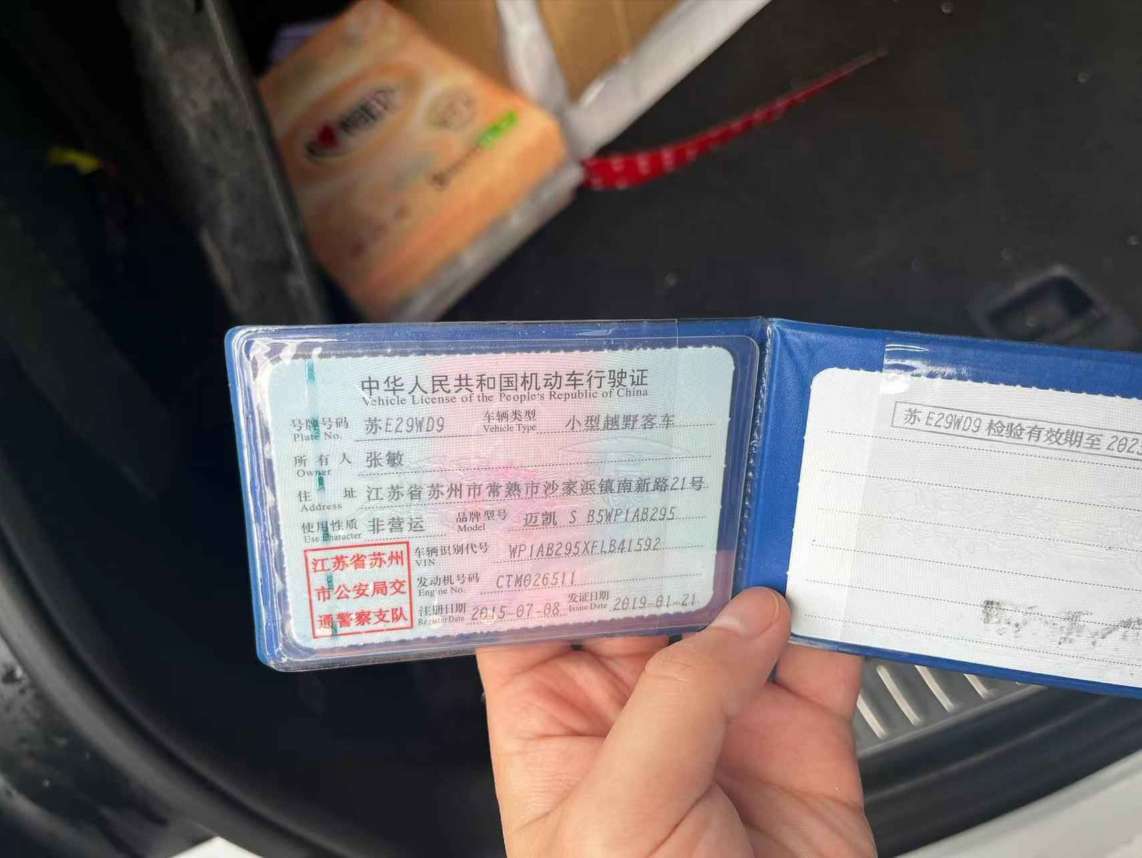 中华人民共和国机动车行驶证
Vehicle License of the People's Republic of China
号牌号码 苏E29WD9 车辆类型 小型越野客车
Plate No. Vehicle Type
所有人 张敏
Owner
住址 江苏省苏州市常熟市沙家浜镇南新路21号
Address
使用性质 非营运 品牌型号 迈凯 S B5WP1AB295
Use Character Model
江苏省苏州
市公安局交
通警察支队
车辆识别代号 WP1AB295XFLB41592
VIN
发动机号码 CTM026511
Engine No.
注册日期 2015-07-08 发证日期 2019-01-21
Register Date Issue Date
苏E29WD9 检验有效期至 202